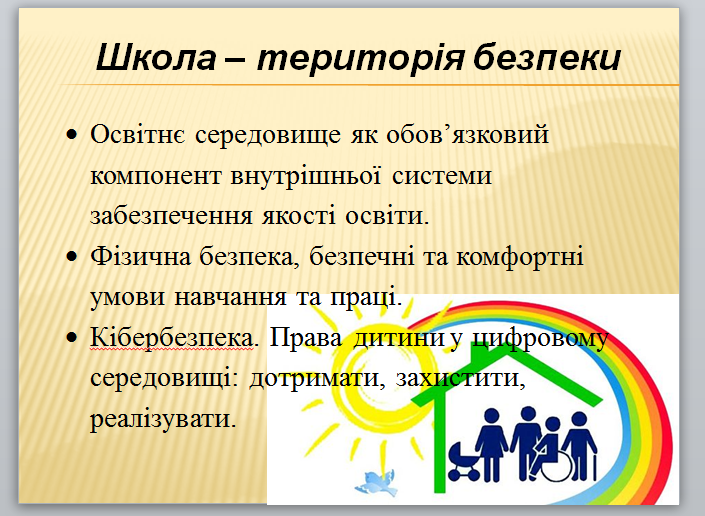 Школа – територія безпеки
• Освітнє середовище як обов’язковий
компонент внутрішньої системи
забезпечення якості освіти.
• Фізична безпека, безпечні та комфортні
умови навчання та праці.
• Кібербезпека. Права дитини у цифровому
середовищі: дотримати, захистити,
реалізувати.